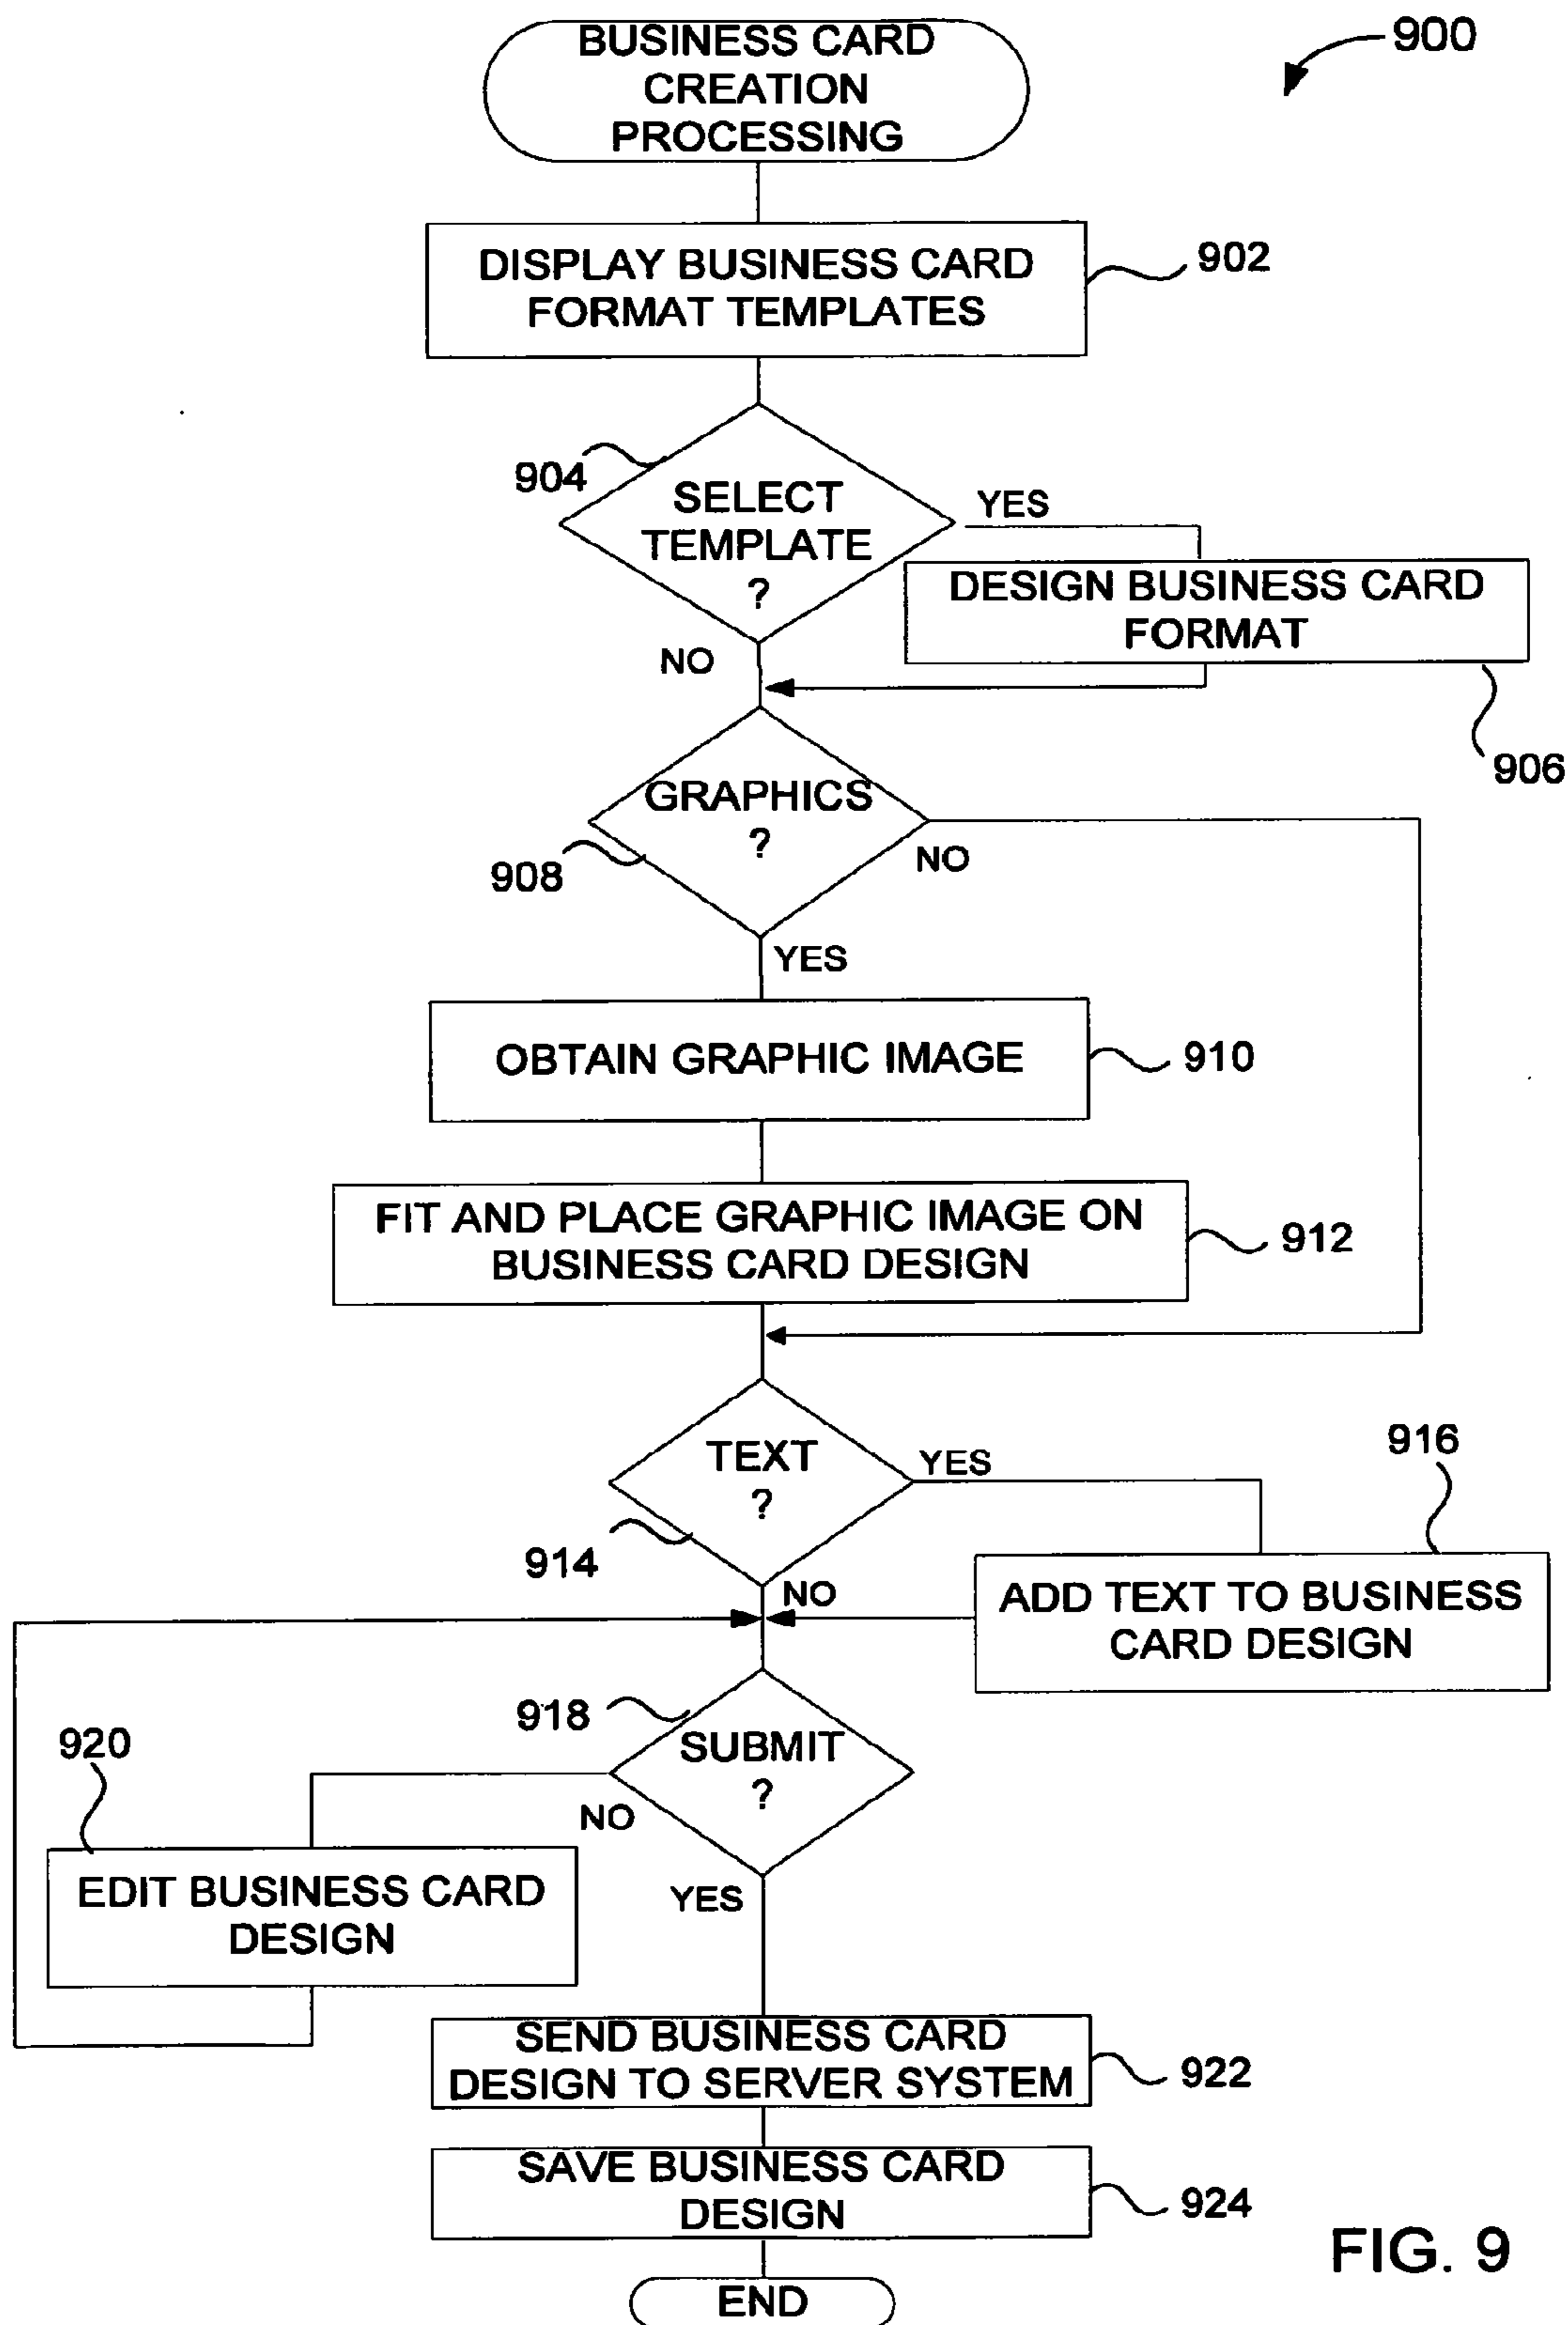 BUSINESS CARD
CREATION
PROCESSING
900
DISPLAY BUSINESS CARD
FORMAT TEMPLATES
902
904
SELECT
TEMPLATE
?
YES
DESIGN BUSINESS CARD
FORMAT
NO
906
GRAPHICS
?
908
NO
YES
OBTAIN GRAPHIC IMAGE
910
FIT AND PLACE GRAPHIC IMAGE ON
BUSINESS CARD DESIGN
912
TEXT
?
YES
916
914
NO
ADD TEXT TO BUSINESS
CARD DESIGN
918
SUBMIT
?
920
NO
EDIT BUSINESS CARD
DESIGN
YES
SEND BUSINESS CARD
DESIGN TO SERVER SYSTEM
922
SAVE BUSINESS CARD
DESIGN
924
FIG. 9
END